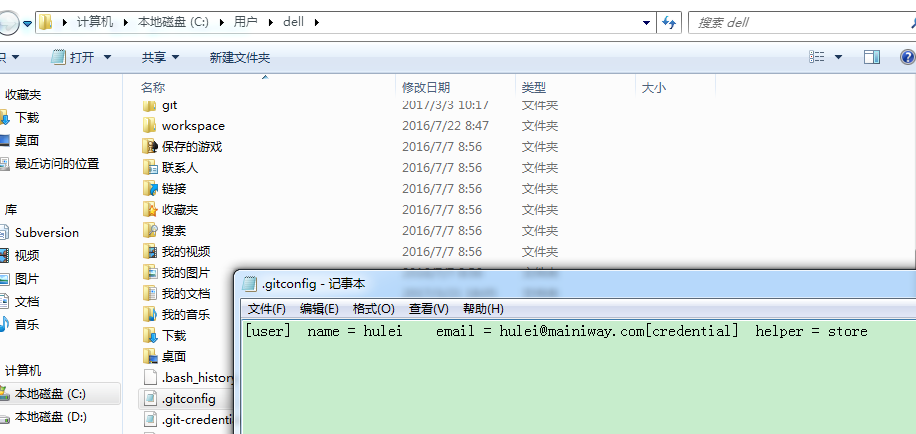 计算机 ▸ 本地磁盘 (C:) ▸ 用户 ▸ dell ▸
搜索 dell
打开 共享 新建文件夹
名称 修改日期 类型 大小
收藏夹
下载
桌面
最近访问的位置
库
Subversion
视频
图片
文档
音乐
计算机
本地磁盘 (C:)
本地磁盘 (D:)
git 2017/3/3 10:17 文件夹
workspace 2016/7/22 8:47 文件夹
保存的游戏 2016/7/7 8:56 文件夹
联系人 2016/7/7 8:56 文件夹
链接 2016/7/7 8:56 文件夹
收藏夹 2016/7/7 8:56 文件夹
搜索 2016/7/7 8:56 文件夹
我的视频 2016/7/7 8:56 文件夹
我的图片
我的文档
我的音乐
下载
桌面
.bash_history
.gitconfig
.git-credenti
.gitconfig - 记事本
文件(F) 编辑(E) 格式(O) 查看(V) 帮助(H)
[user] name = hulei email = hulei@mainiway.com[credential] helper = store